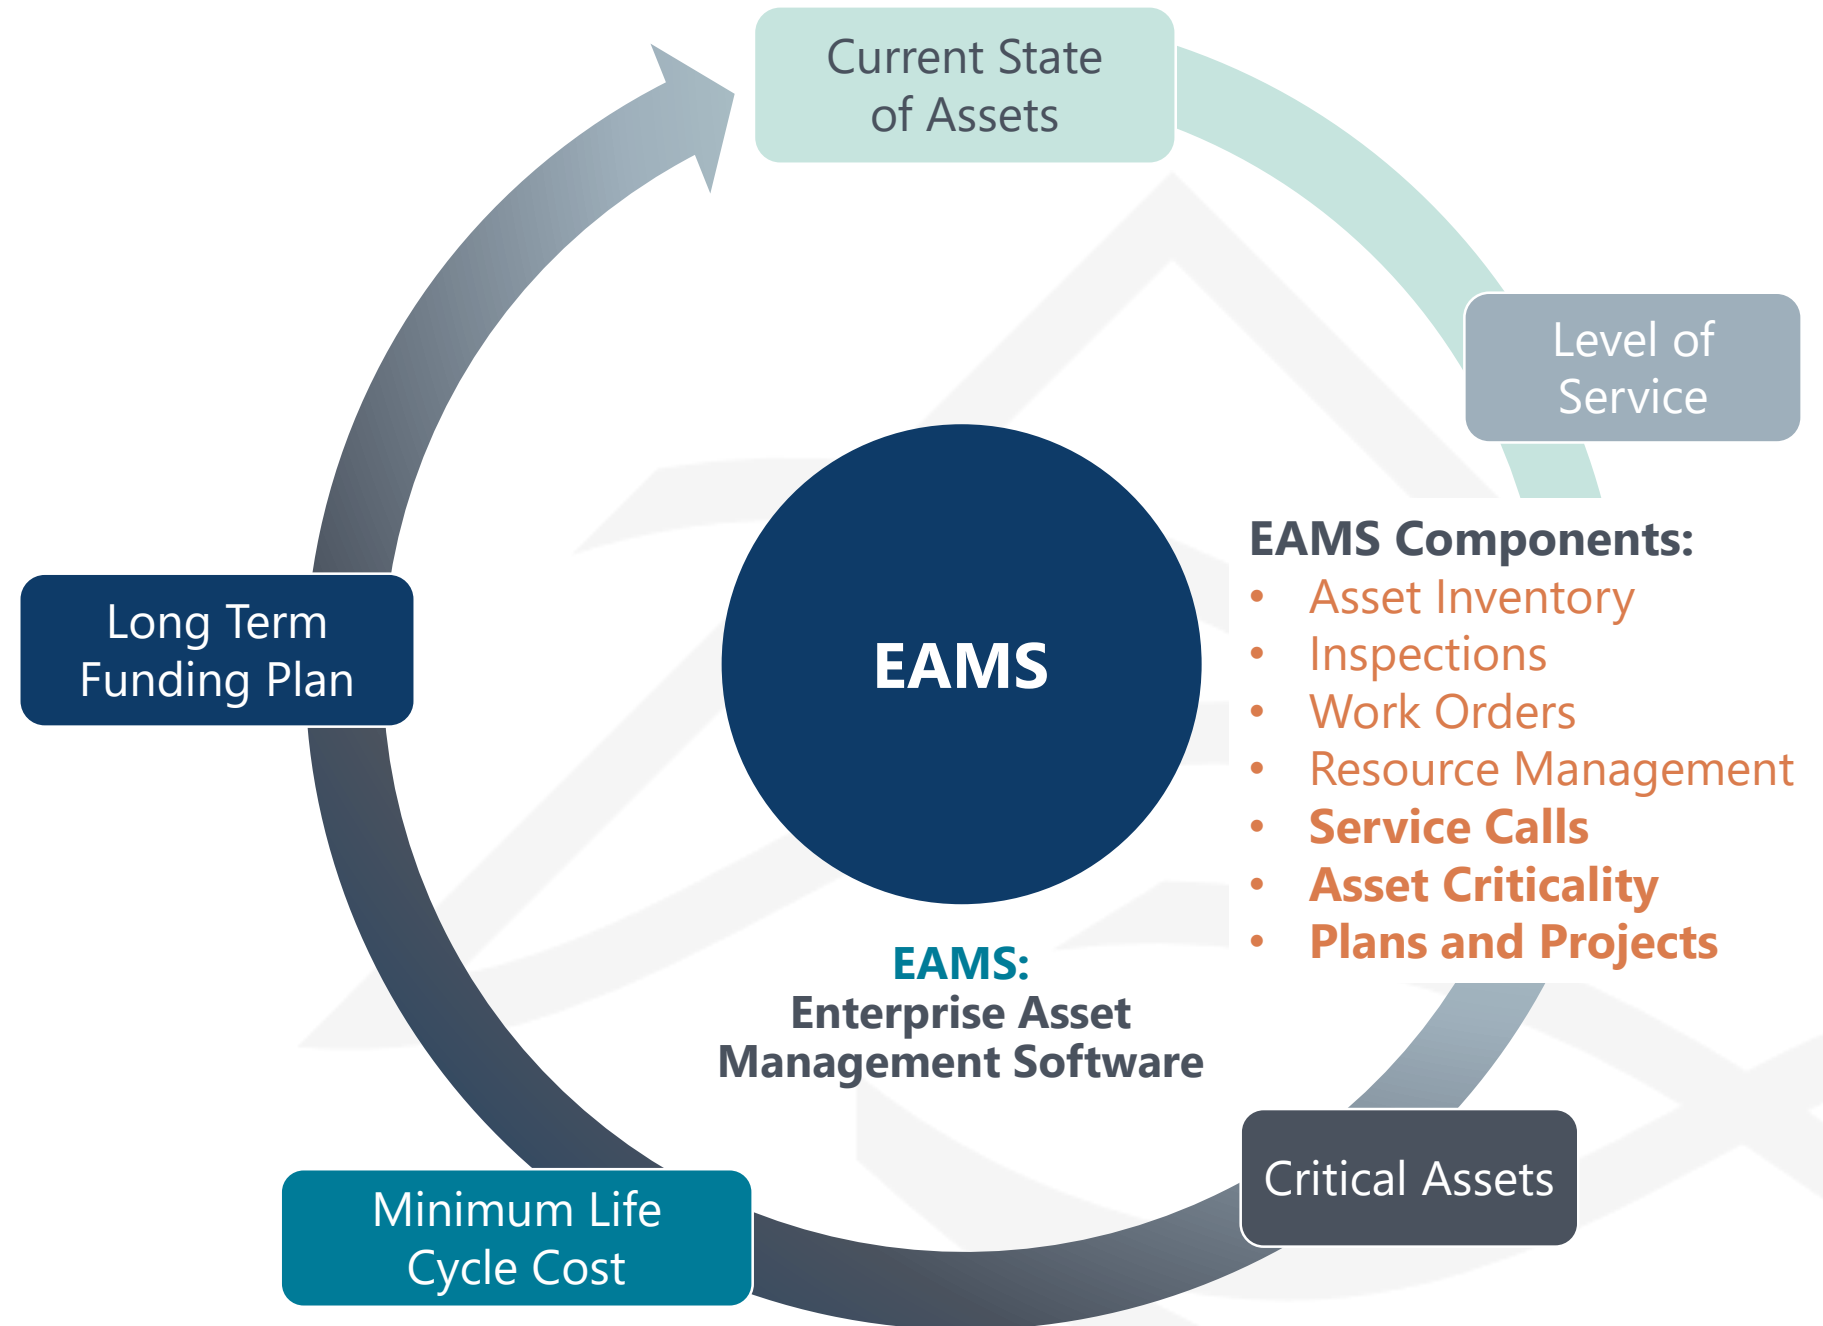 Current State
of Assets
Level of
Service
EAMS Components:
• Asset Inventory
• Inspections
• Work Orders
• Resource Management
• Service Calls
• Asset Criticality
• Plans and Projects
Critical Assets
Minimum Life
Cycle Cost
Long Term
Funding Plan
EAMS
EAMS:
Enterprise Asset
Management Software